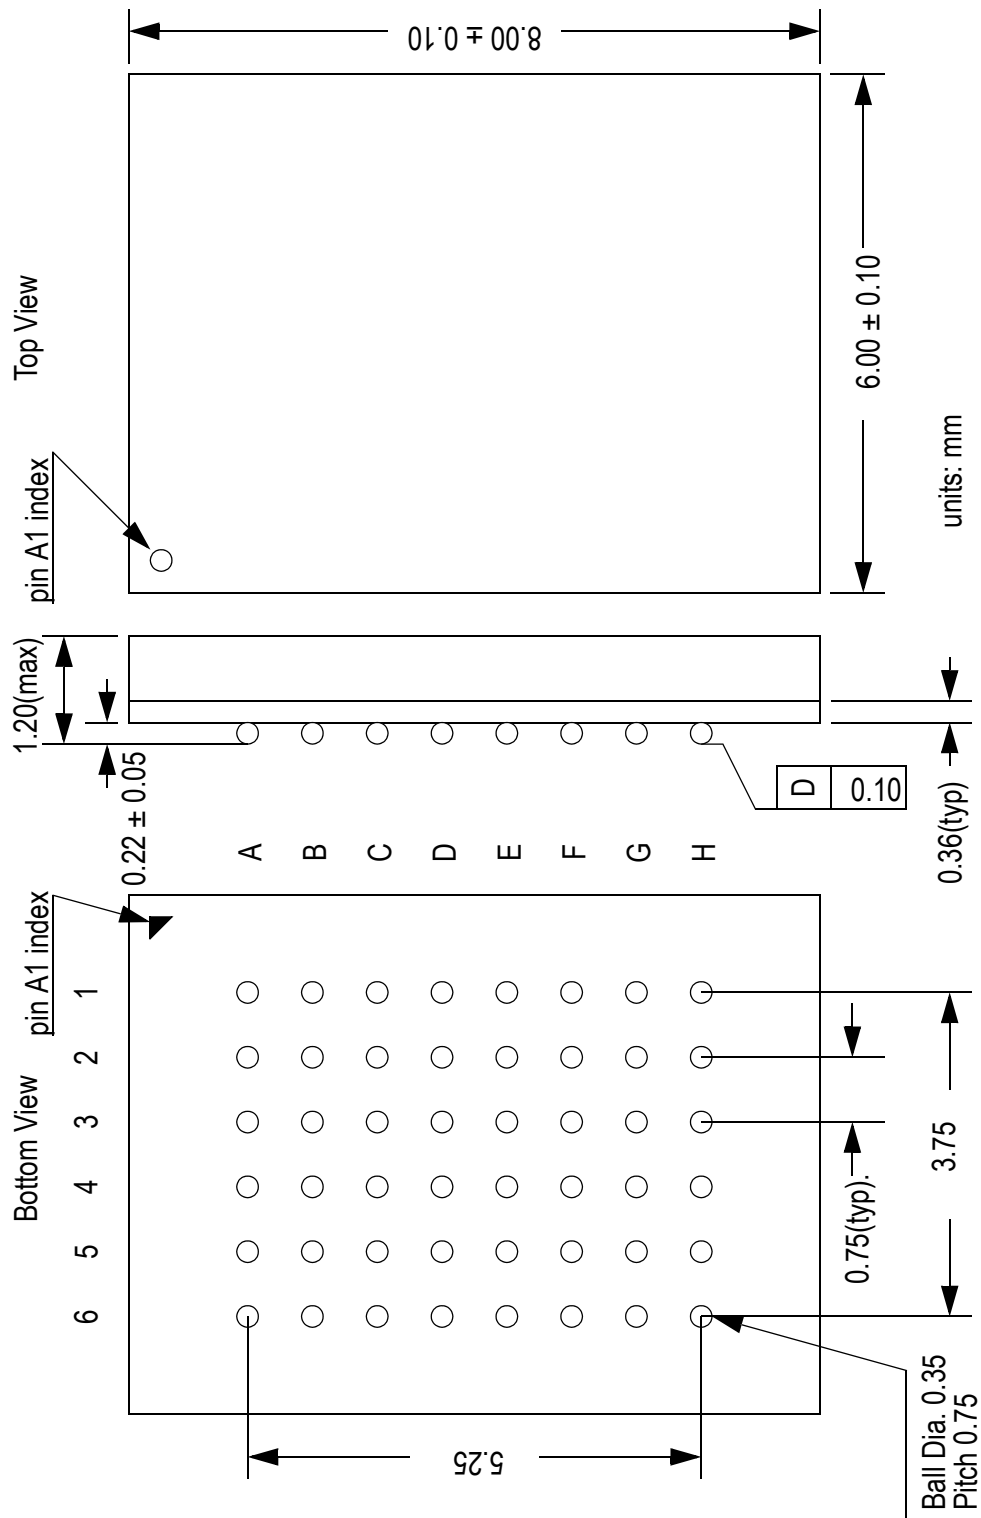 Top View
pin A1 index
8.00 ± 0.10
6.00 ± 0.10
units: mm
1.20(max)
0.22 ± 0.05
D 0.10
0.36(typ)
Bottom View
pin A1 index
A B C D E F G H
1
2
3
4
5
6
5.25
0.75(typ).
3.75
Ball Dia. 0.35
Pitch 0.75